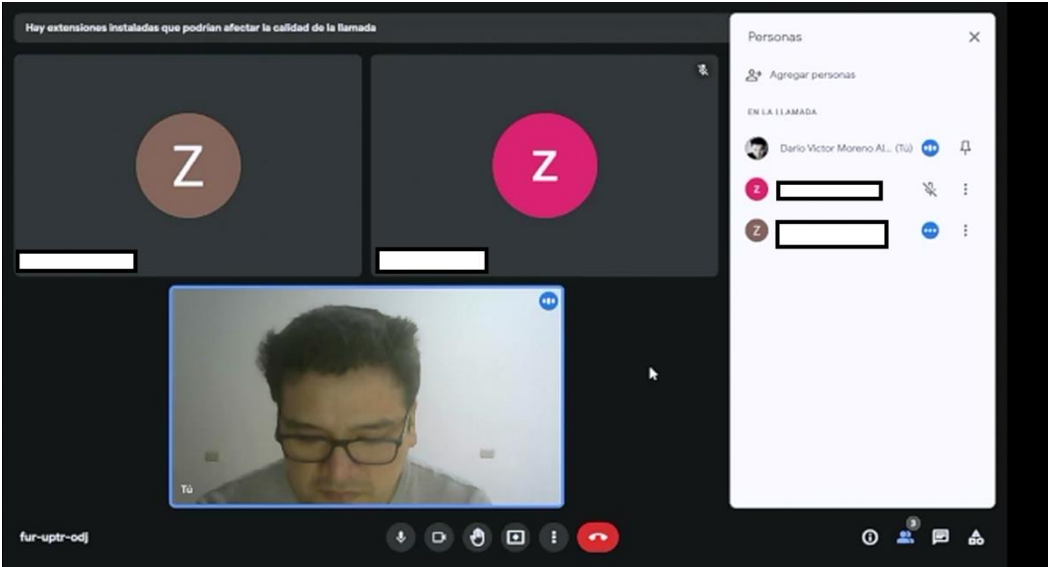 Hay extensiones instaladas que podrían afectar la calidad de la llamada
Z
Z
Tú
fur-uptr-odj
Personas
Agregar personas
EN LA LLAMADA
Darío Victor Moreno Al... (Tú)
Z
Z
3